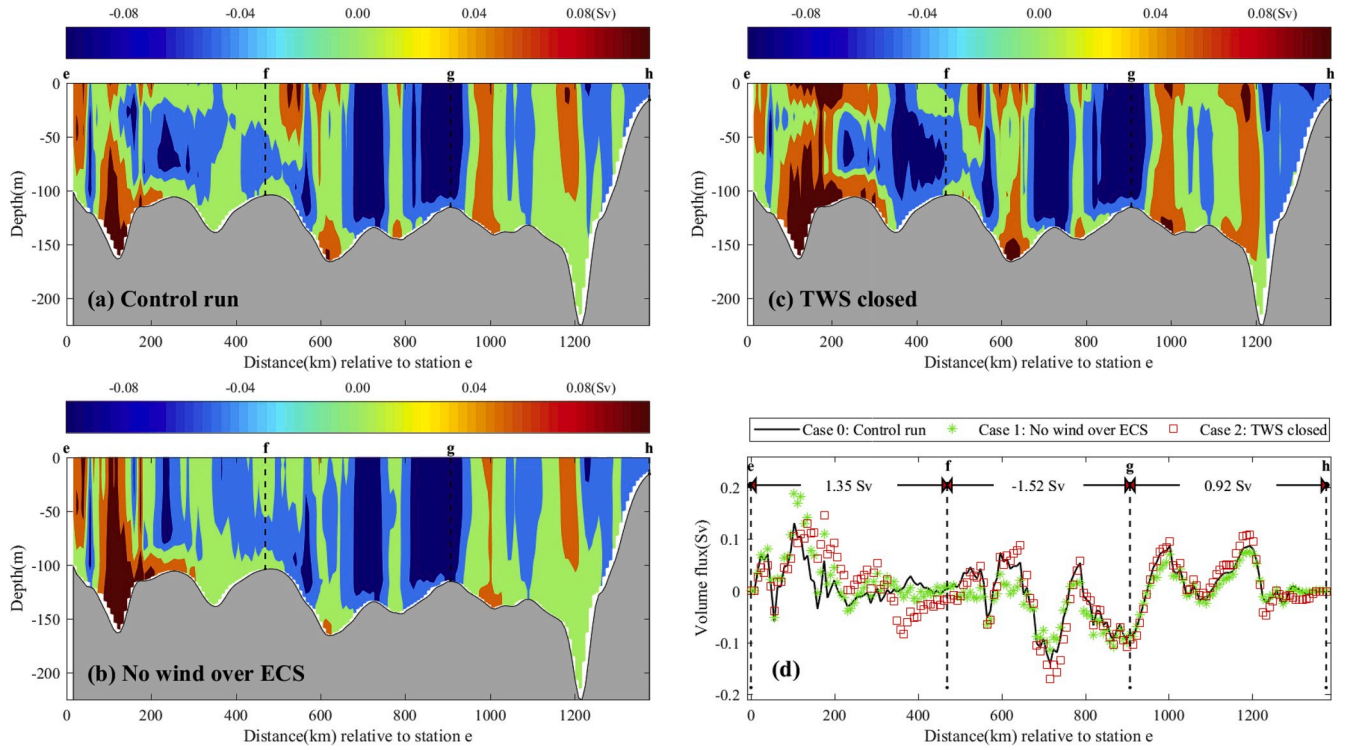 -0.08 -0.04 0.00 0.04 0.08(Sv)
e f g h
0
-50
-100
-150
-200
Depth(m)
(a) Control run
0 200 400 600 800 1000 1200
Distance(km) relative to station e
-0.08 -0.04 0.00 0.04 0.08(Sv)
e f g h
0
-50
-100
-150
-200
Depth(m)
(c) TWS closed
0 200 400 600 800 1000 1200
Distance(km) relative to station e
-0.08 -0.04 0.00 0.04 0.08(Sv)
e f g h
0
-50
-100
-150
-200
Depth(m)
(b) No wind over ECS
0 200 400 600 800 1000 1200
Distance(km) relative to station e
Case 0: Control run Case 1: No wind over ECS Case 2: TWS closed
e f g h
1.35 Sv -1.52 Sv 0.92 Sv
0.2
0.1
0
-0.1
-0.2
Volume flux(Sv)
(d)
0 200 400 600 800 1000 1200
Distance(km) relative to station e